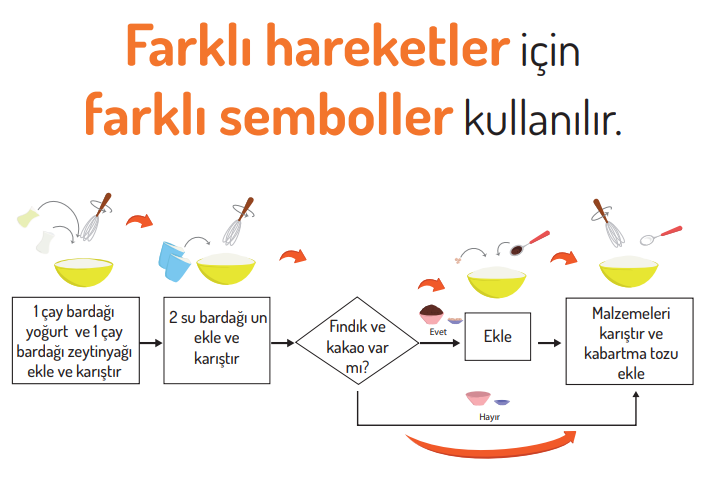 Farklı hareketler için
farklı semboller kullanılır.
1 çay bardağı
yoğurt ve 1 çay
bardağı zeytinyağı
ekle ve karıştır
2 su bardağı un
ekle ve
karıştır
Fındık ve
kakao var
mı?
Evet
Ekle
Malzemeleri
karıştır ve
kabartma tozu
ekle
Hayır